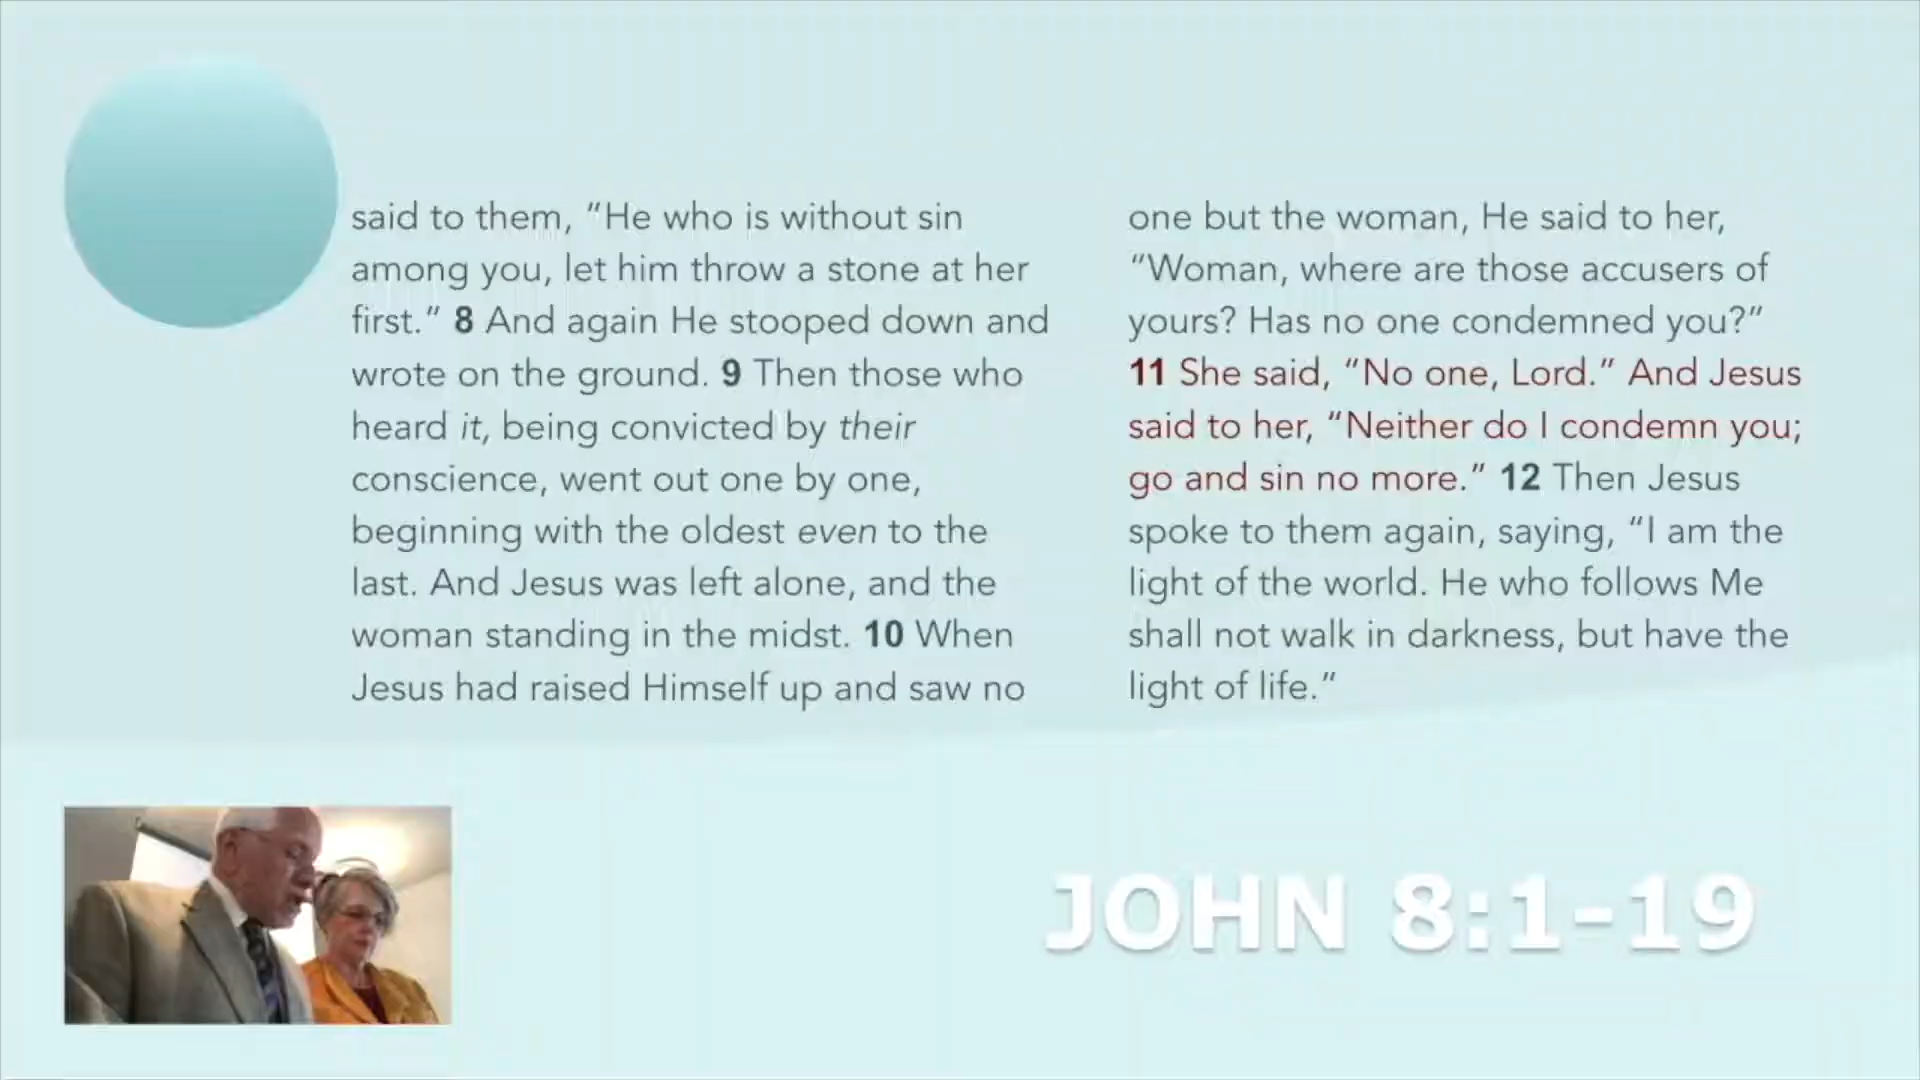 said to them, “He who is without sin
among you, let him throw a stone at her
first.” 8 And again He stooped down and
wrote on the ground. 9 Then those who
heard it, being convicted by their
conscience, went out one by one,
beginning with the oldest even to the
last. And Jesus was left alone, and the
woman standing in the midst. 10 When
Jesus had raised Himself up and saw no
one but the woman, He said to her,
“Woman, where are those accusers of
yours? Has no one condemned you?”
11 She said, “No one, Lord.” And Jesus
said to her, “Neither do I condemn you;
go and sin no more.” 12 Then Jesus
spoke to them again, saying, “I am the
light of the world. He who follows Me
shall not walk in darkness, but have the
light of life.”
JOHN 8:1-19